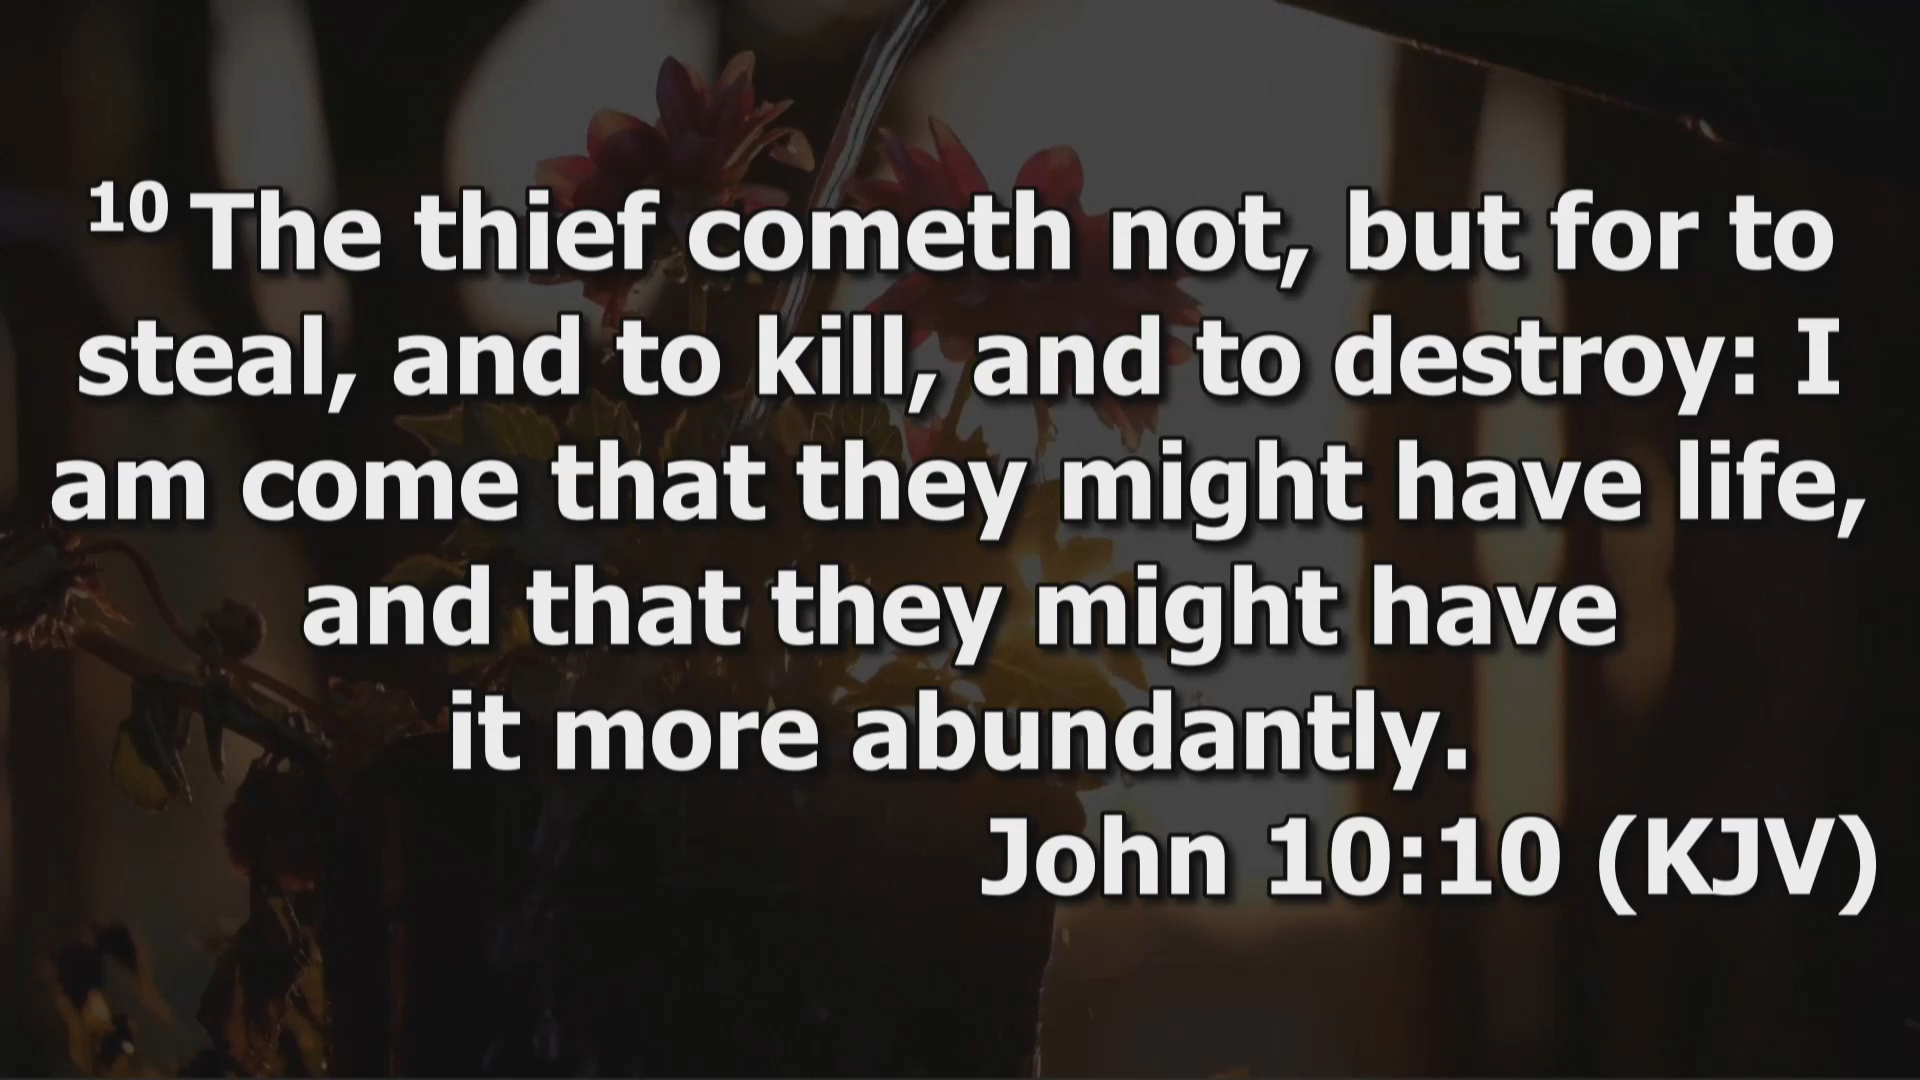 10 The thief cometh not, but for to
steal, and to kill, and to destroy: I
am come that they might have life,
and that they might have
it more abundantly.
John 10:10 (KJV)